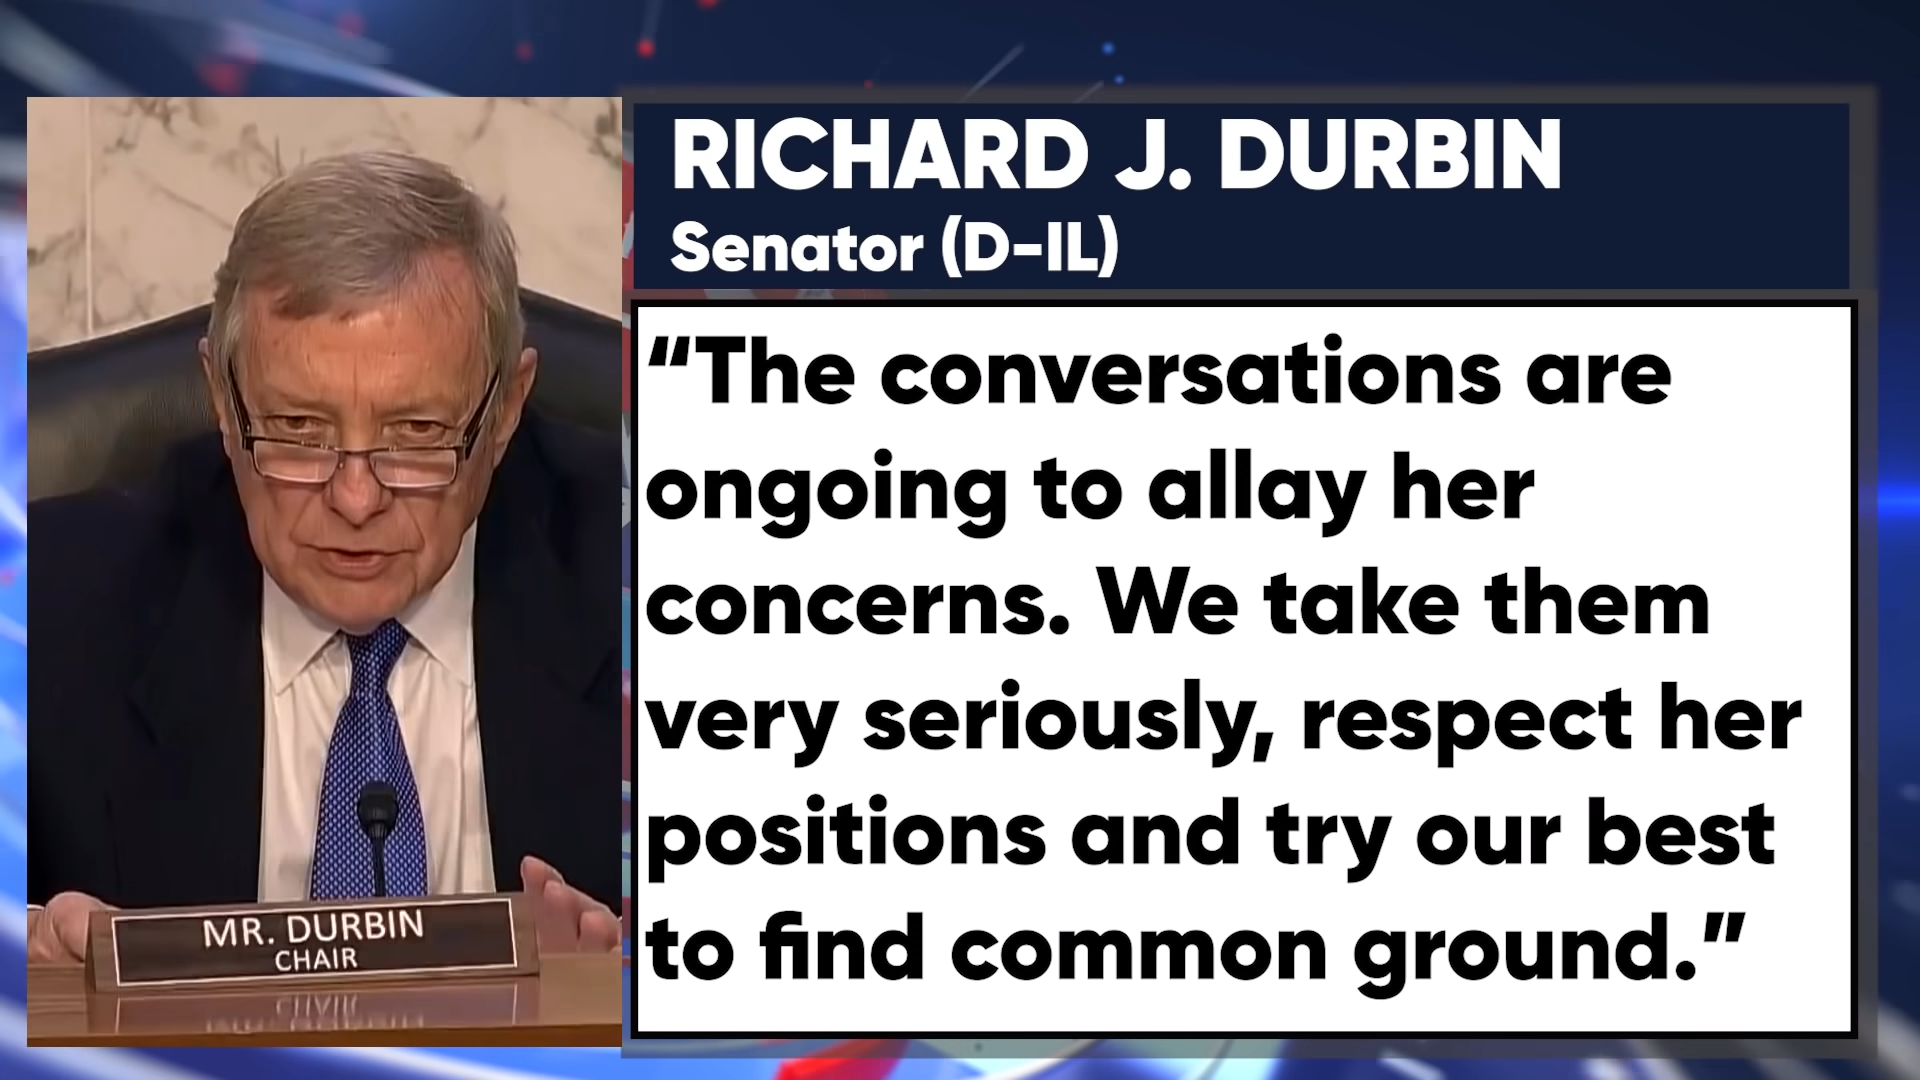 RICHARD J. DURBIN
Senator (D-IL)
“The conversations are
ongoing to allay her
concerns. We take them
very seriously, respect her
positions and try our best
to find common ground.”
MR. DURBIN
CHAIR